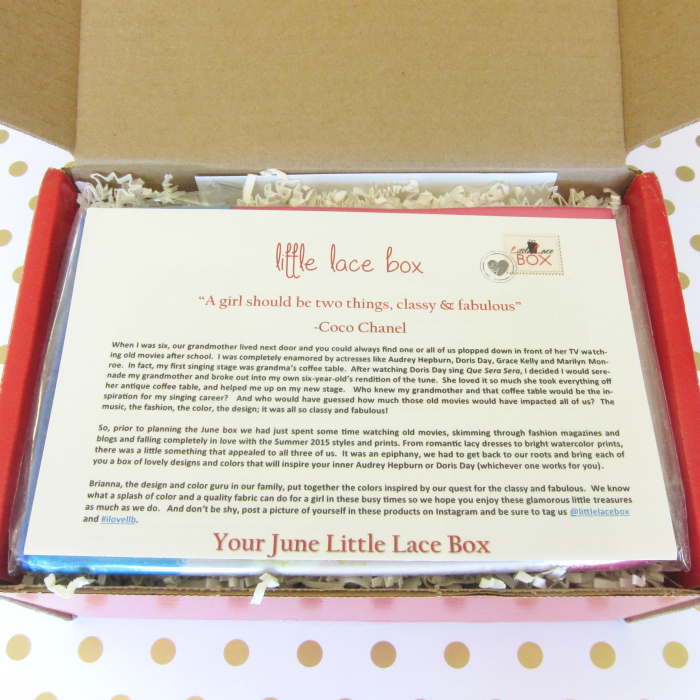 little lace box
Little Lace
BOX
“A girl should be two things, classy & fabulous”
-Coco Chanel
When I was six, our grandmother lived next door and you could always find one or all of us plopped down in front of her TV watch-
ing old movies after school. I was completely enamored by actresses like Audrey Hepburn, Doris Day, Grace Kelly and Marilyn Mon-
roe. In fact, my first singing stage was grandma's coffee table. After watching Doris Day sing Que Sera Sera, I decided I would sere-
nade my grandmother and broke out into my own six-year-old's rendition of the tune. She loved it so much she took everything off
her antique coffee table, and helped me up on my new stage. Who knew my grandmother and that coffee table would be the in-
spiration for my singing career? And who would have guessed how much those old movies would have impacted all of us? The
music, the fashion, the color, the design; it was all so classy and fabulous!
So, prior to planning the June box we had just spent some time watching old movies, skimming through fashion magazines and
blogs and falling completely in love with the Summer 2015 styles and prints. From romantic lacy dresses to bright watercolor prints,
there was a little something that appealed to all three of us. It was an epiphany, we had to get back to our roots and bring each of
you a box of lovely designs and colors that will inspire your inner Audrey Hepburn or Doris Day (whichever one works for you).
Brianna, the design and color guru in our family, put together the colors inspired by our quest for the classy and fabulous. We know
what a splash of color and a quality fabric can do for a girl in these busy times so we hope you enjoy these glamorous little treasures
as much as we do. And don't be shy, post a picture of yourself in these products on Instagram and be sure to tag us @littlelacebox
and #ilovellb.
Your June Little Lace Box